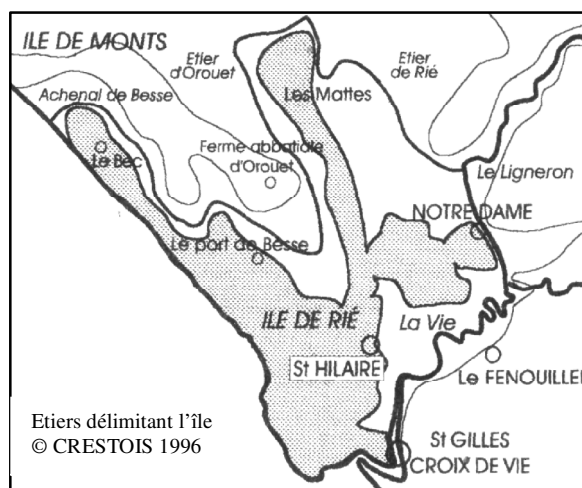 ILE DE MONTS
Etier
d'Orouet
Etier
de Rié
Achenal de Besse
Les Mattes
Le Bec
Ferme abbatiale
d'Orouet
Le Ligneron
NOTRE DAME
Le port de Besse
ILE DE RIÉ
La Vie
St HILAIRE
Le FENOUILLER
Etiers délimitant l'île
© CRESTOIS 1996
St GILLES
CROIX DE VIE